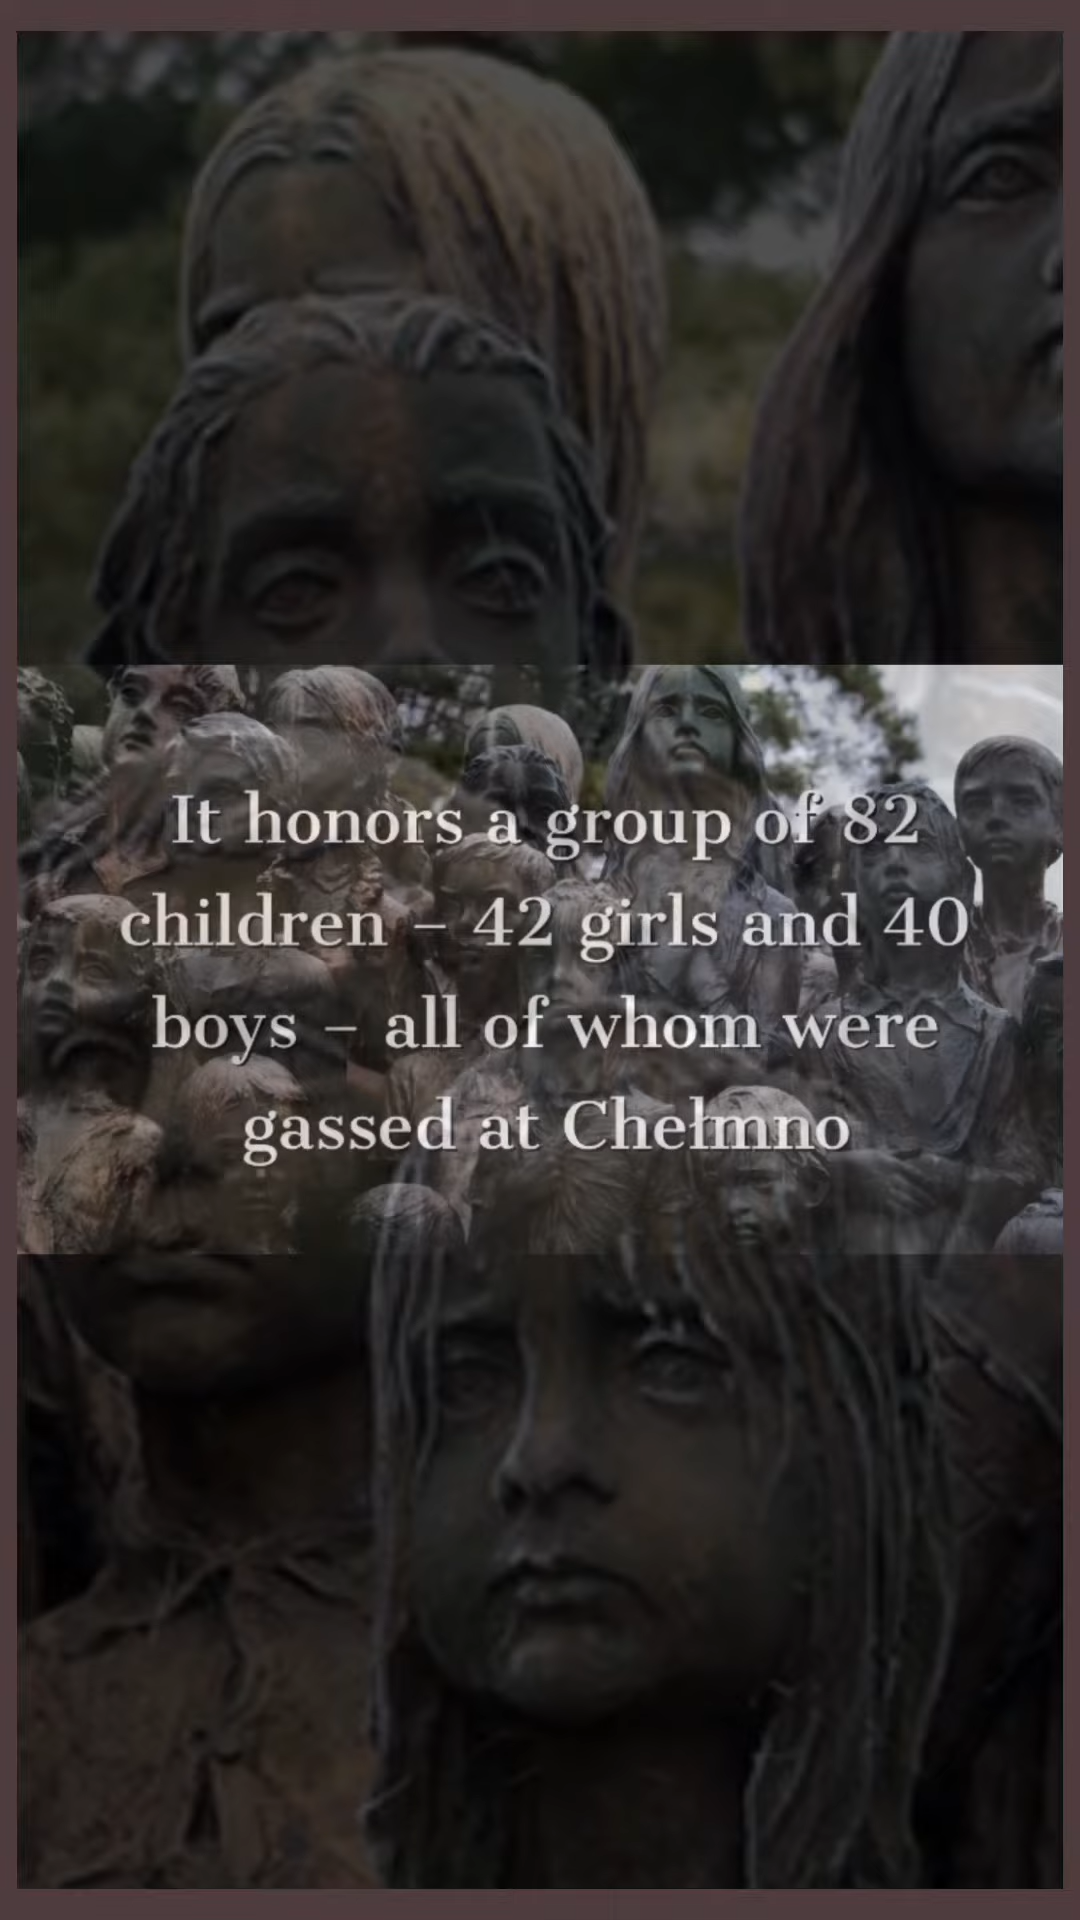 It honors a group of 82
children – 42 girls and 40
boys – all of whom were
gassed at Chełmno